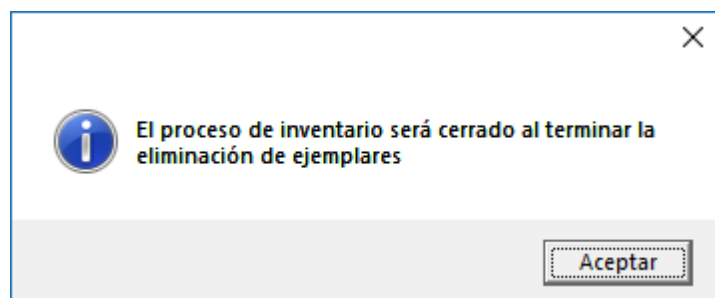 El proceso de inventario será cerrado al terminar la
eliminación de ejemplares
Aceptar